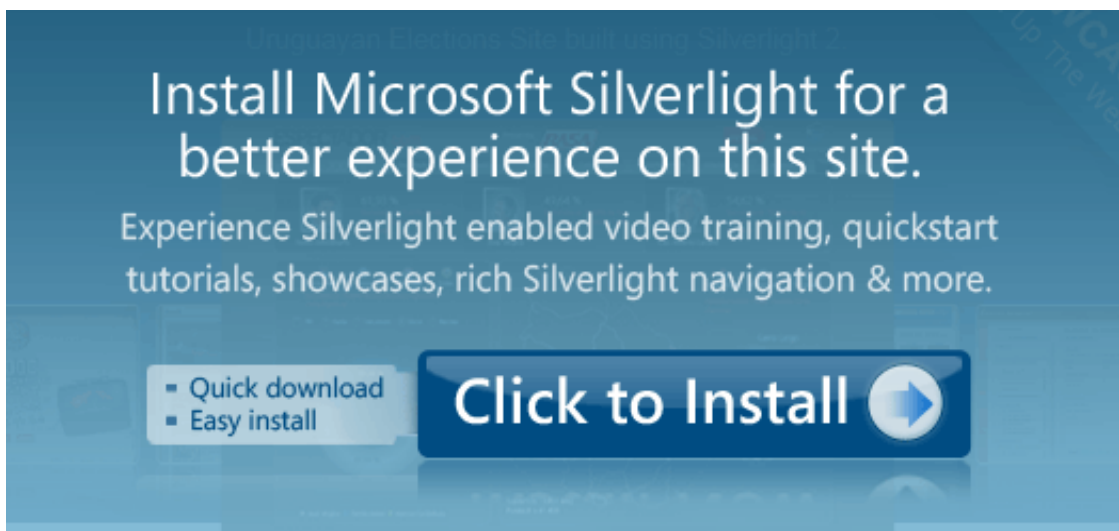 Uruguayan Elections Site built using Silverlight 2
Install Microsoft Silverlight for a
better experience on this site.
Experience Silverlight enabled video training, quickstart
tutorials, showcases, rich Silverlight navigation & more.
Quick download
Easy install
Click to Install